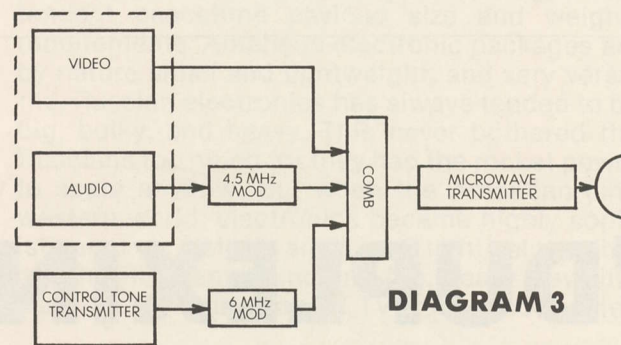 VIDEO
AUDIO
4.5 MHz
MOD
COMB
MICROWAVE
TRANSMITTER
CONTROL TONE
TRANSMITTER
6 MHz
MOD
DIAGRAM 3